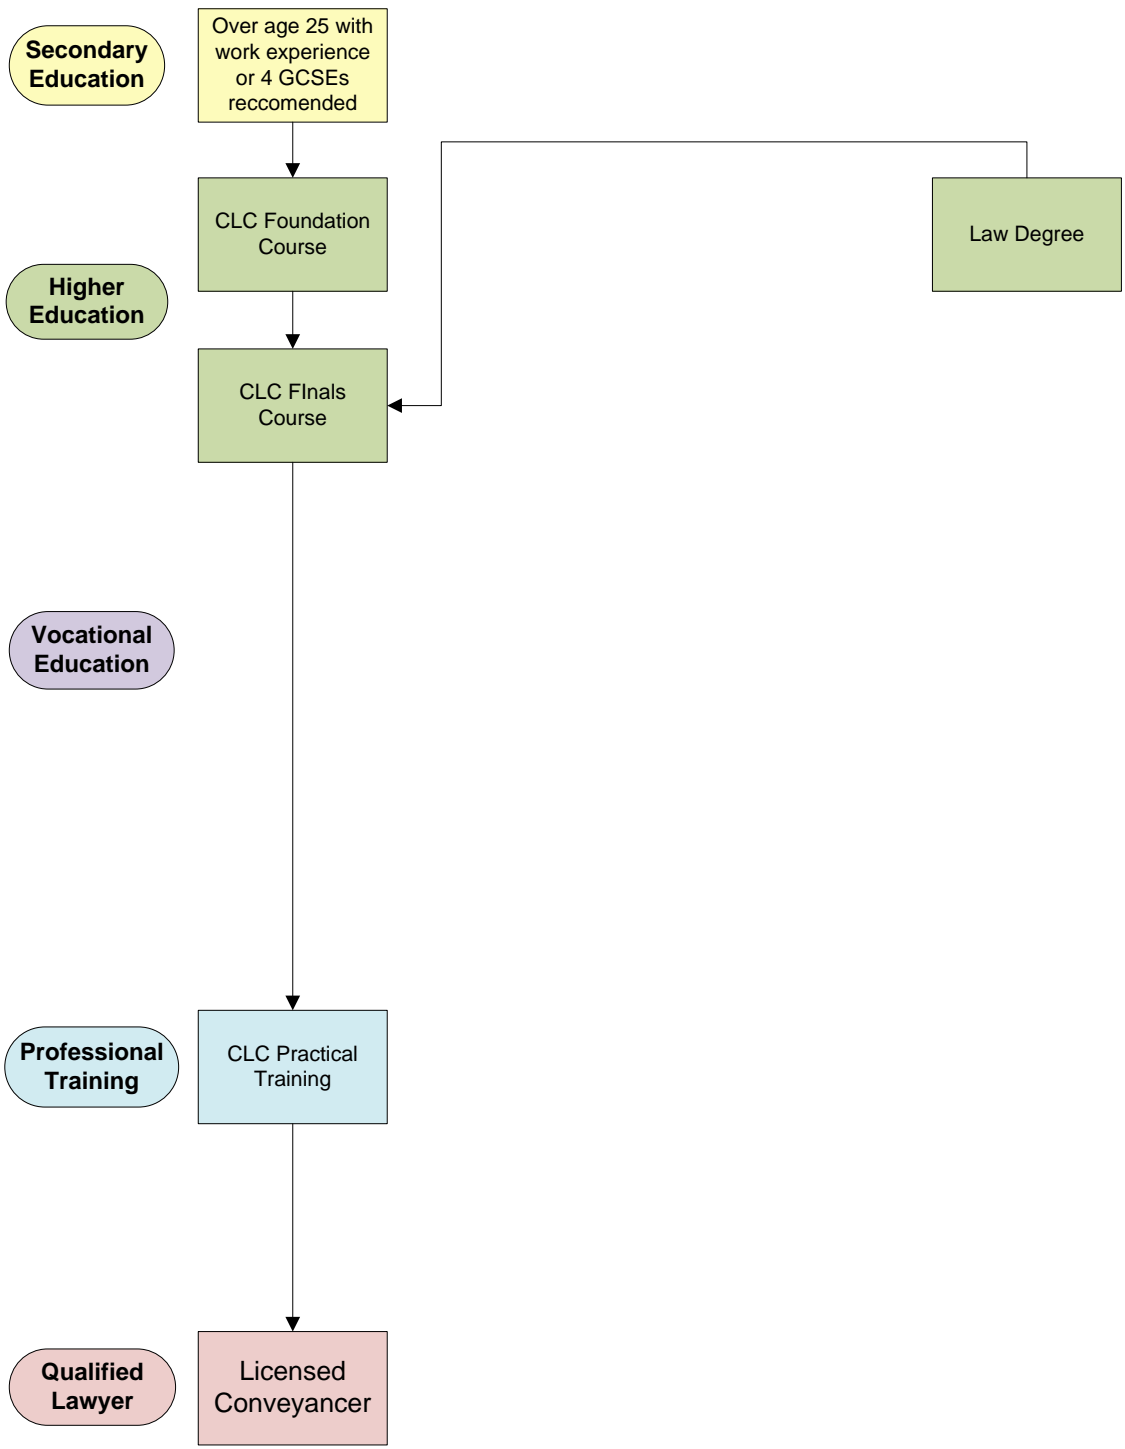 Secondary
Education
Over age 25 with
work experience
or 4 GCSEs
reccomended
CLC Foundation
Course
Law Degree
Higher
Education
CLC FInals
Course
Vocational
Education
Professional
Training
CLC Practical
Training
Qualified
Lawyer
Licensed
Conveyancer